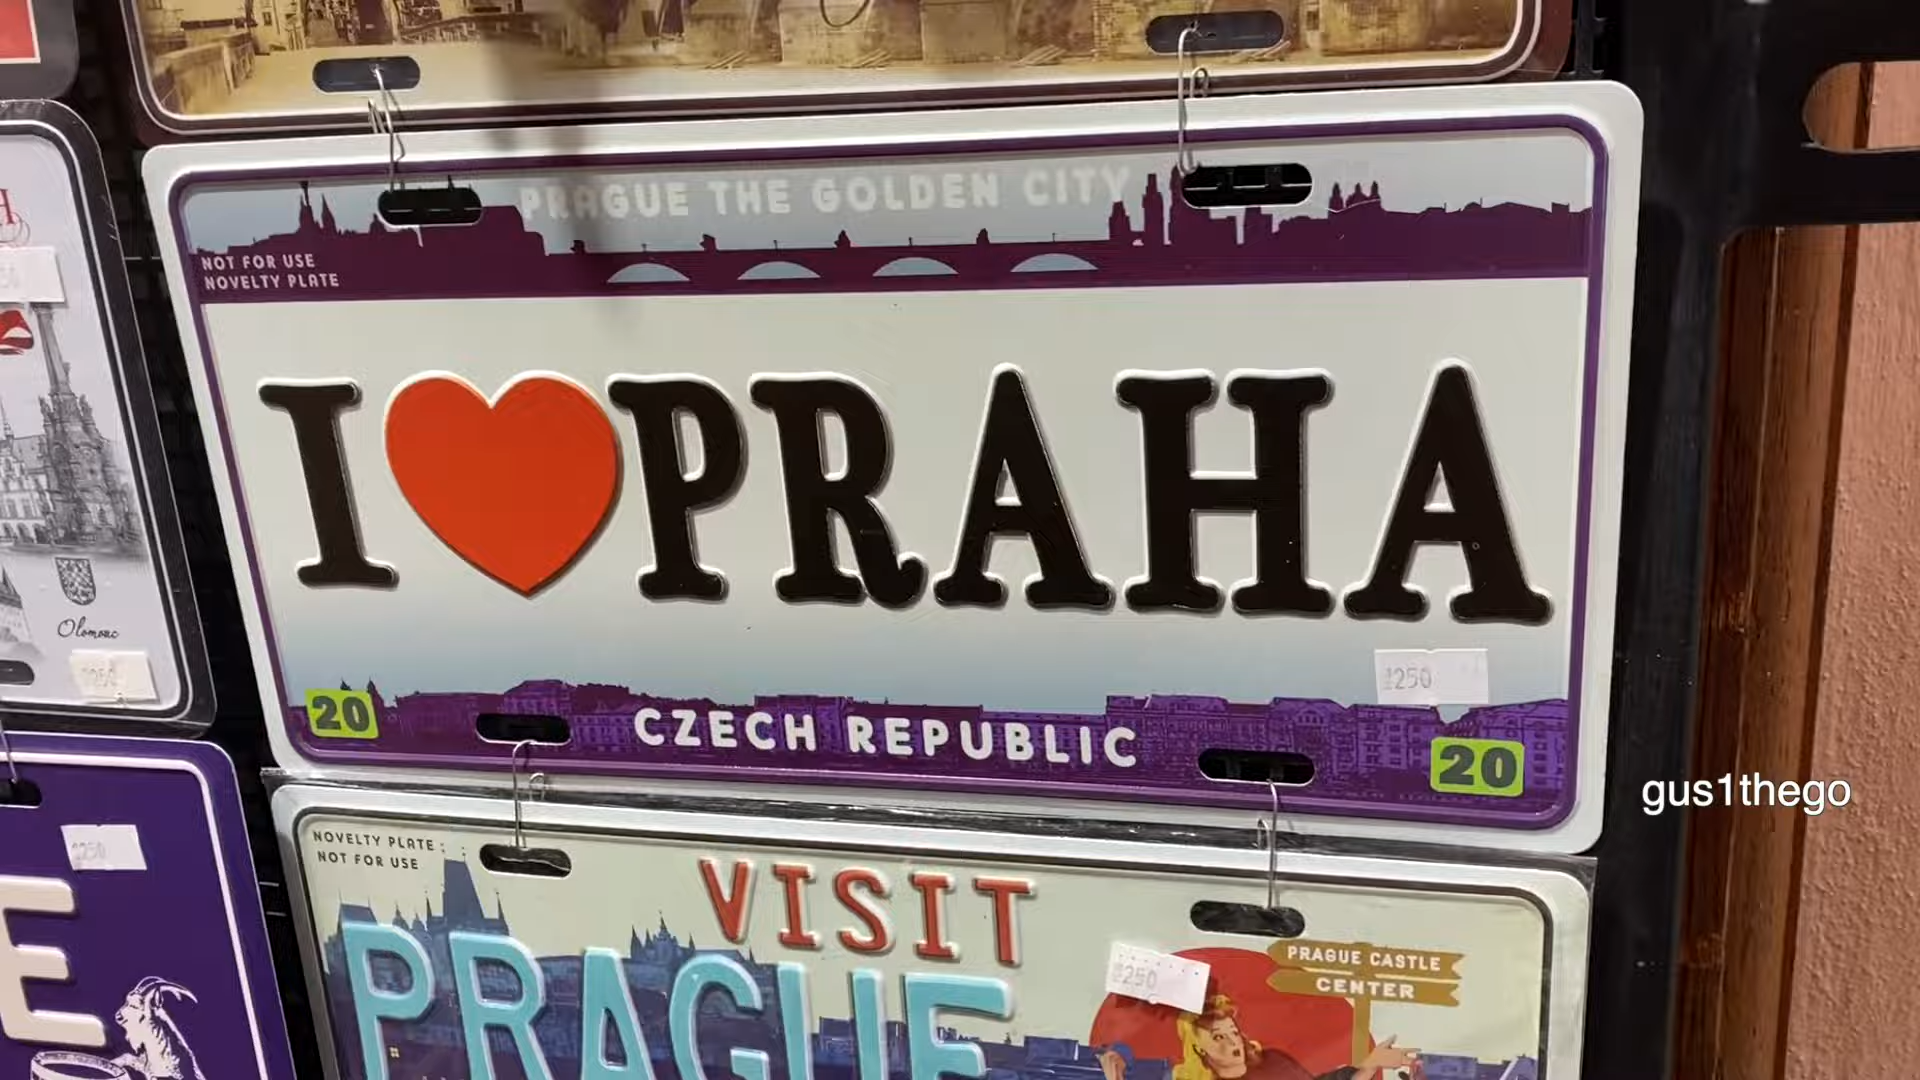 PRAGUE THE GOLDEN CITY
NOT FOR USE
NOVELTY PLATE
I PRAHA
250
20
CZECH REPUBLIC
20
gus1thego
Olomouc
250
250
E
NOVELTY PLATE
NOT FOR USE
VISIT
PRAGUE
250
PRAGUE CASTLE
CENTER